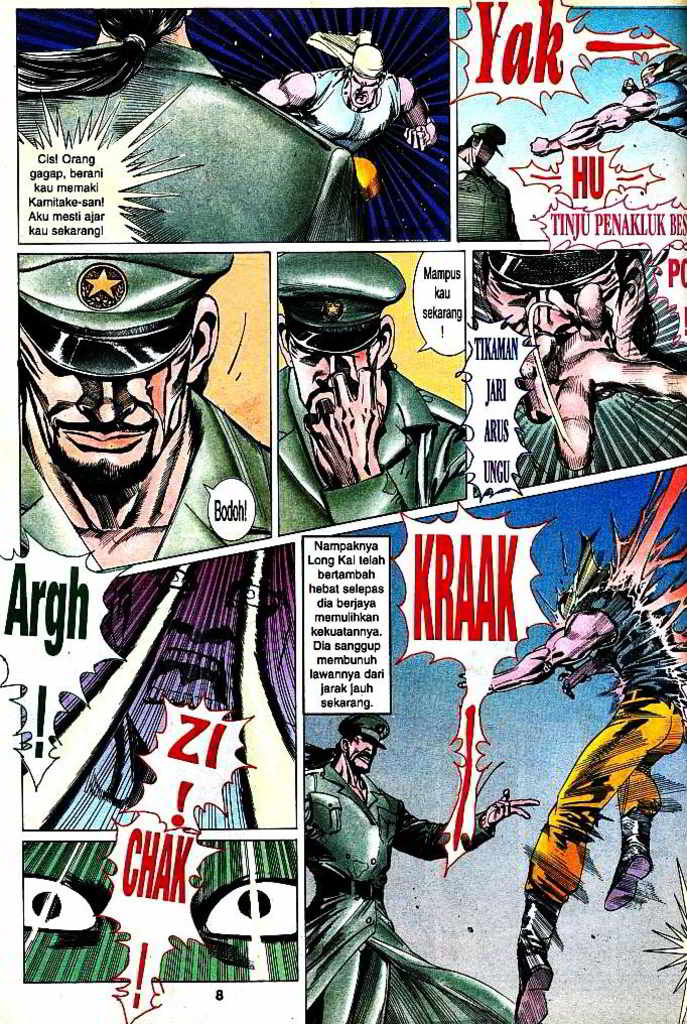 Cis! Orang
gagap, berani
kau memaki
Kamitake-san!
Aku mesti ajar
kau sekarang!
Yak
HU
TINJU PENAKLUK BES
Bodoh!
Mampus
kau
sekarang
!
TIKAMAN
JARI
ARUS
UNGU
Argh
!
ZI
!
CHAK
!
Nampaknya
Long Kai telah
bertambah
hebat selepas
dia berjaya
memulihkan
kekuatannya.
Dia sanggup
membunuh
lawannya dari
jarak jauh
sekarang.
KRAAK
!
8